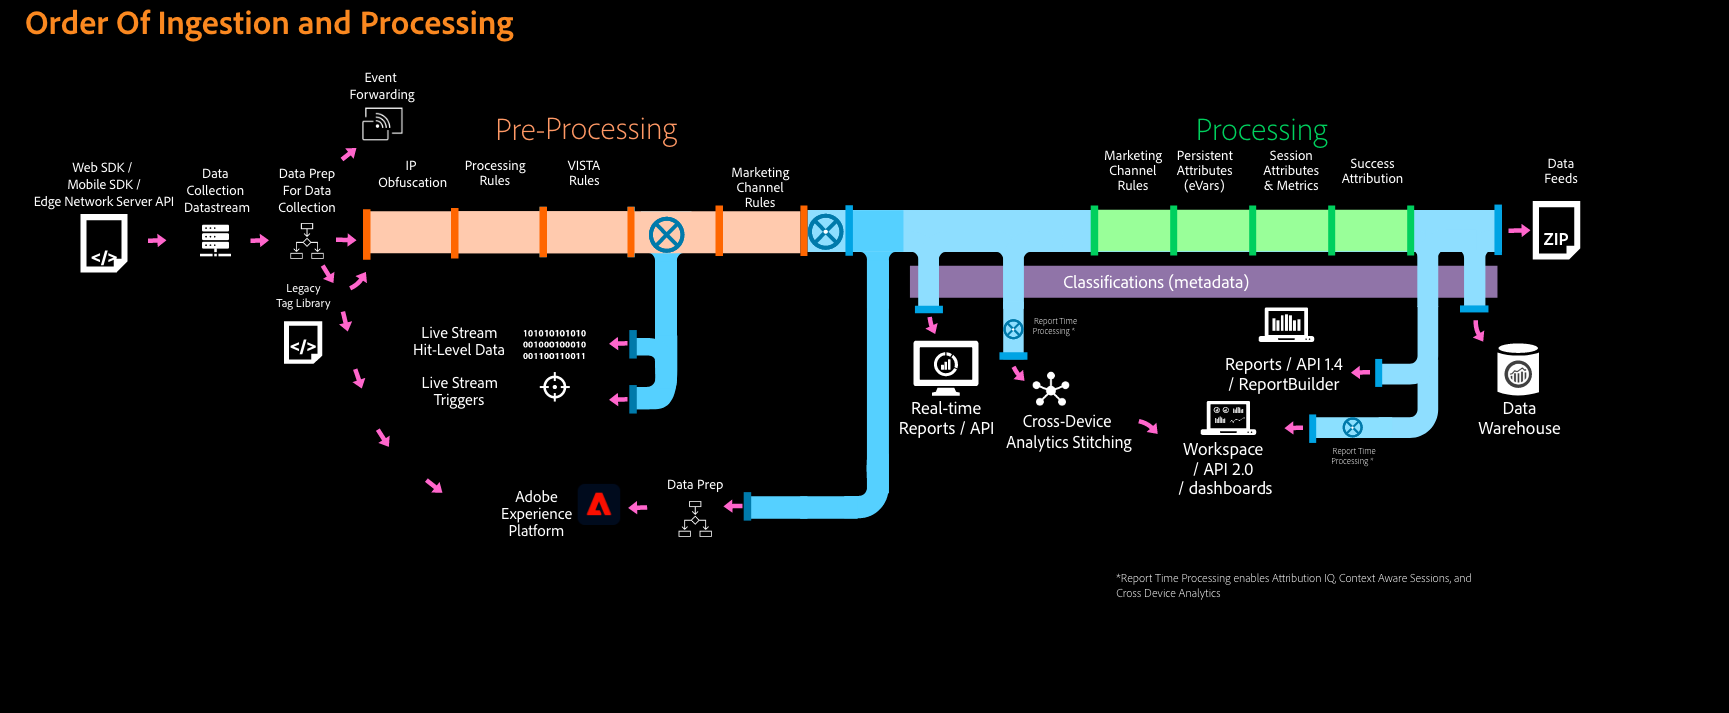 Order Of Ingestion and Processing
Event
Forwarding
Pre-Processing
Processing
Web SDK /
Mobile SDK /
Edge Network Server API
</>
Data
Collection
Datastream
Data Prep
For Data
Collection
Legacy
Tag Library
</>
IP
Obfuscation
Processing
Rules
VISTA
Rules
Marketing
Channel
Rules
Marketing
Channel
Rules
Persistent
Attributes
(eVars)
Session
Attributes
& Metrics
Success
Attribution
Data
Feeds
ZIP
Classifications (metadata)
Live Stream
Hit-Level Data
101010101010
001000100010
001100110011
Live Stream
Triggers
Report Time
Processing *
Real-time
Reports / API
Cross-Device
Analytics Stitching
Reports / API 1.4
/ ReportBuilder
Workspace
/ API 2.0
/ dashboards
Report Time
Processing *
Data
Warehouse
Data Prep
Adobe
Experience
Platform
*Report Time Processing enables Attribution IQ, Context Aware Sessions, and
Cross Device Analytics